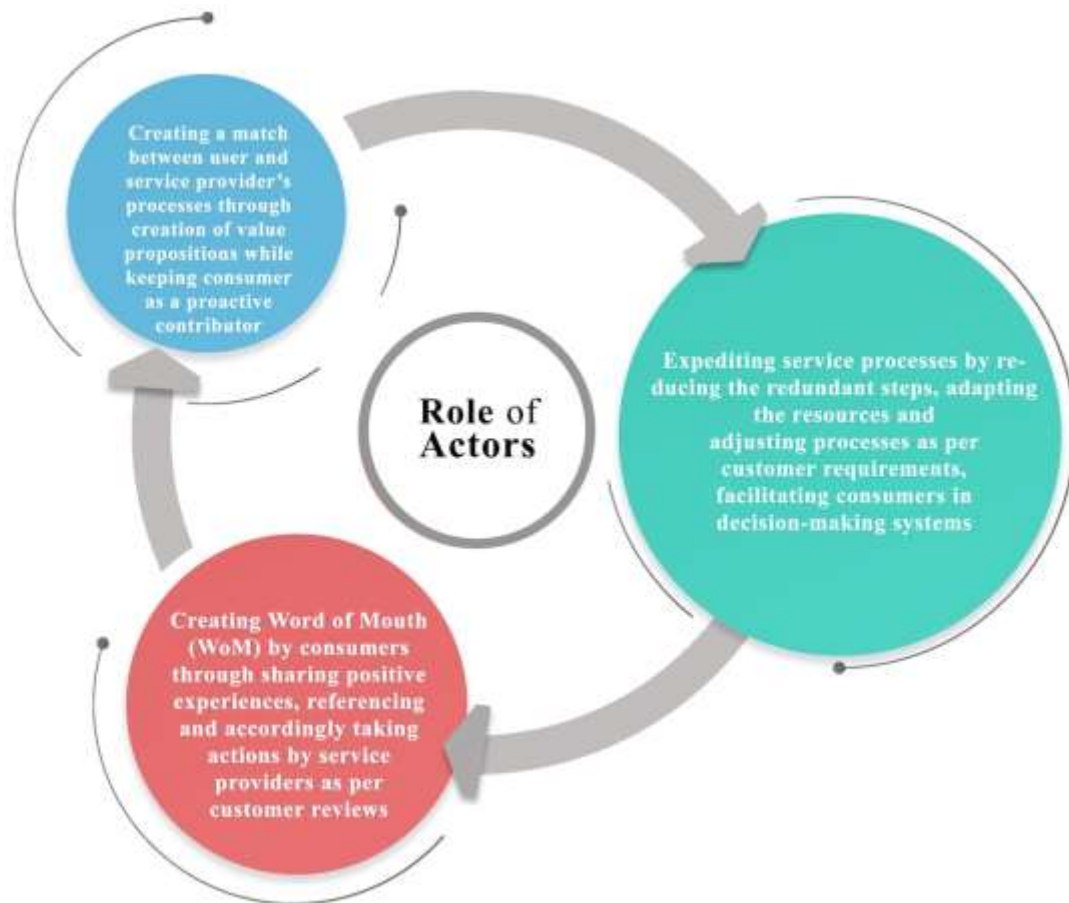 Creating a match
between user and
service provider's
processes through
creation of value
propositions while
keeping consumer
as a proactive
contributor
Expediting service processes by re-
ducing the redundant steps, adapting
the resources and
adjusting processes as per
customer requirements,
facilitating consumers in
decision-making systems
Role of
Actors
Creating Word of Mouth
(WoM) by consumers
through sharing positive
experiences, referencing
and accordingly taking
actions by service
providers as per
customer reviews